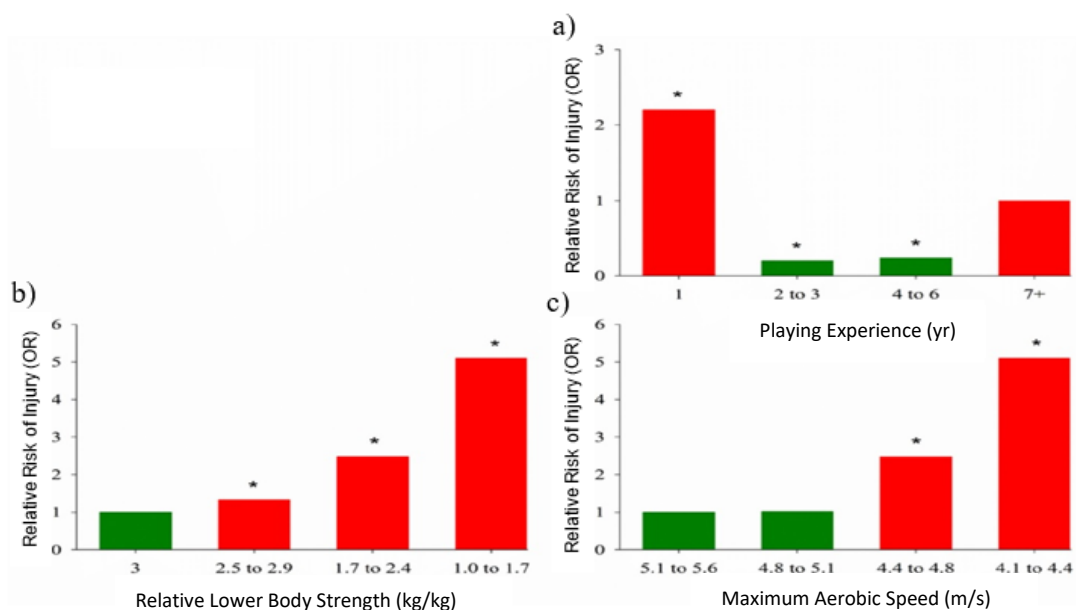 a)
Relative Risk of Injury (OR)
3
2
1
0
*
*
*
1
2 to 3
4 to 6
7+
Playing Experience (yr)
b)
Relative Risk of Injury (OR)
6
5
4
3
2
1
0
*
*
*
3
2.5 to 2.9
1.7 to 2.4
1.0 to 1.7
Relative Lower Body Strength (kg/kg)
c)
Relative Risk of Injury (OR)
6
5
4
3
2
1
0
*
*
5.1 to 5.6
4.8 to 5.1
4.4 to 4.8
4.1 to 4.4
Maximum Aerobic Speed (m/s)